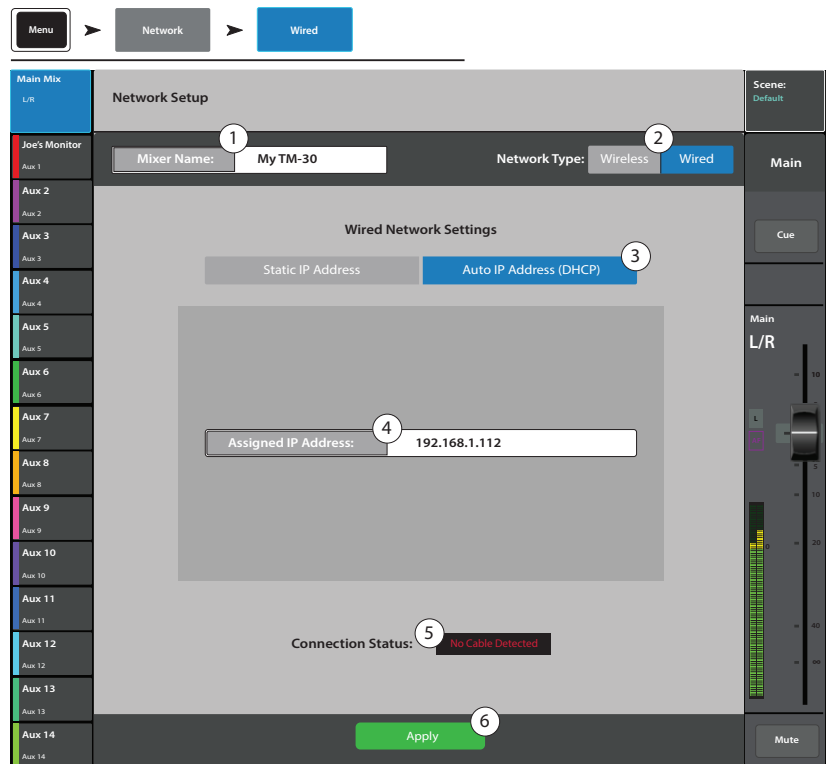 Menu
Network
Wired
Main Mix
L/R
Network Setup
Scene:
Default
Joe's Monitor
Aux 1
1
Mixer Name:
My TM-30
Network Type:
2
Wireless
Wired
Main
Aux 2
Aux 2
Aux 3
Aux 3
Wired Network Settings
Cue
Static IP Address
Auto IP Address (DHCP)
3
Aux 4
Aux 4
Aux 5
Aux 5
Main
L/R
Aux 6
Aux 6
10
Aux 7
Aux 7
4
Assigned IP Address:
192.168.1.112
L
Aux 8
Aux 8
5
10
Aux 9
Aux 9
Aux 10
Aux 10
0
20
Aux 11
Aux 11
40
Aux 12
Aux 12
Connection Status:
5
No Cable Detected
∞
Aux 13
Aux 13
Aux 14
Aux 14
6
Apply
Mute